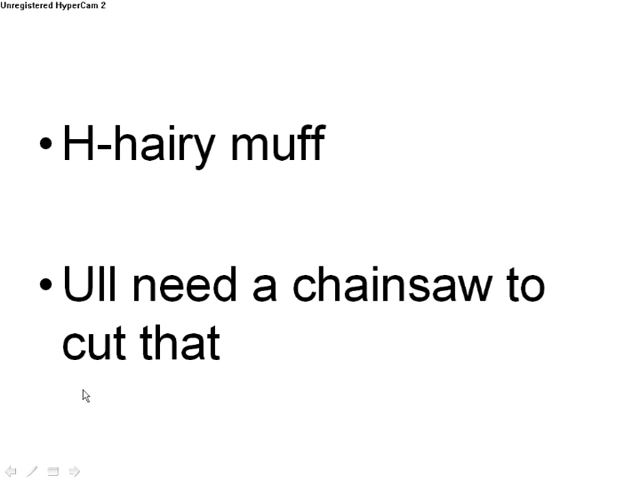 Unregistered HyperCam 2
• H-hairy muff
• Ull need a chainsaw to
cut that